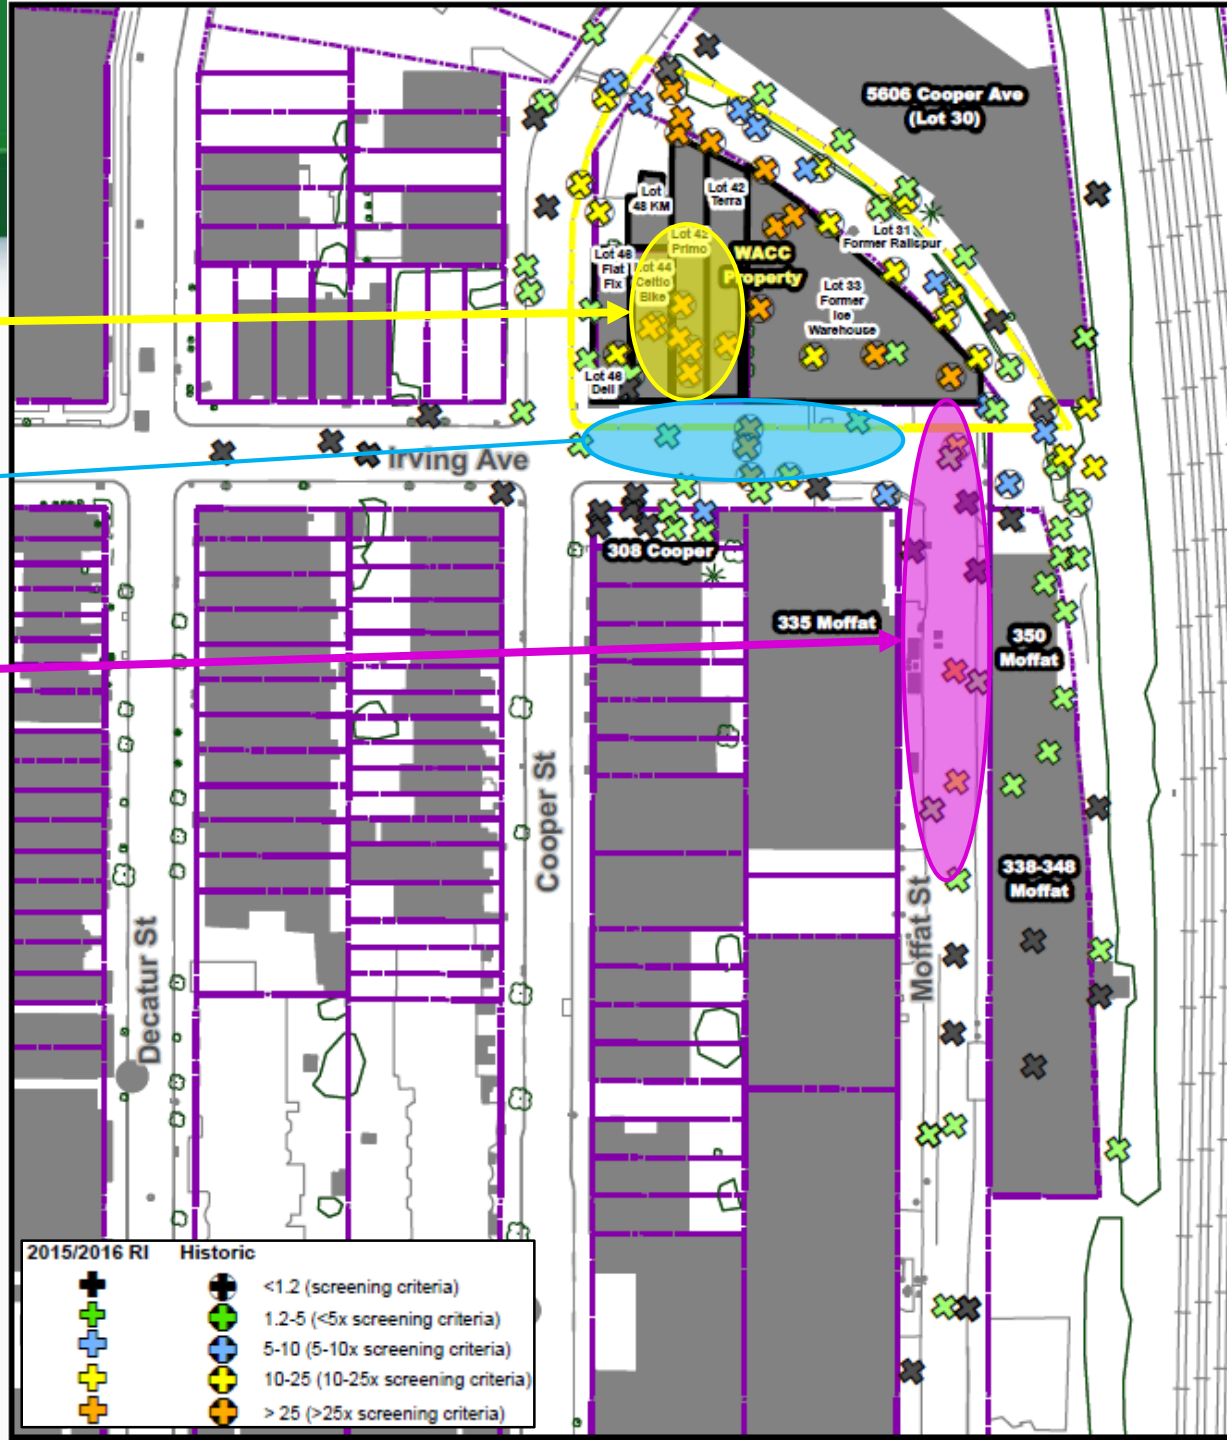 5606 Cooper Ave
(Lot 30)
Lot
48 KM
Lot 42
Terra
Lot 42
Primo
Lot 31
Former Railspur
WACC
Property
Lot 46
Flat
Fix
Lot 44
Celtic
Bike
Lot 33
Former
Ice
Warehouse
Lot 46
Deli
Irving Ave
308 Cooper
335 Moffat
350
Moffat
Cooper St
338-348
Moffat
Moffat St
Decatur St
2015/2016 RI Historic
<1.2 (screening criteria)
1.2-5 (<5x screening criteria)
5-10 (5-10x screening criteria)
10-25 (10-25x screening criteria)
> 25 (>25x screening criteria)